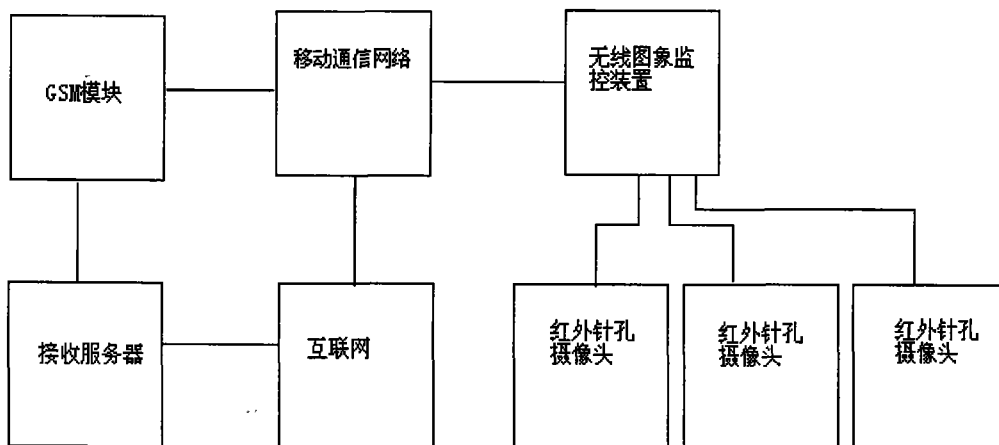 GSM模块
移动通信网络
无线图象监
控装置
接收服务器
互联网
红外针孔
摄像头
红外针孔
摄像头
红外针孔
摄像头